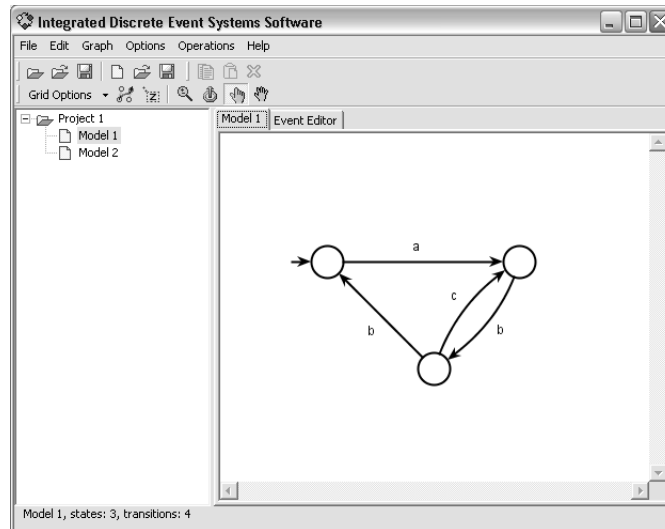 Integrated Discrete Event Systems Software
File Edit Graph Options Operations Help
Grid Options
Project 1
Model 1
Model 2
Model 1 Event Editor
a
c
b
b
Model 1, states: 3, transitions: 4